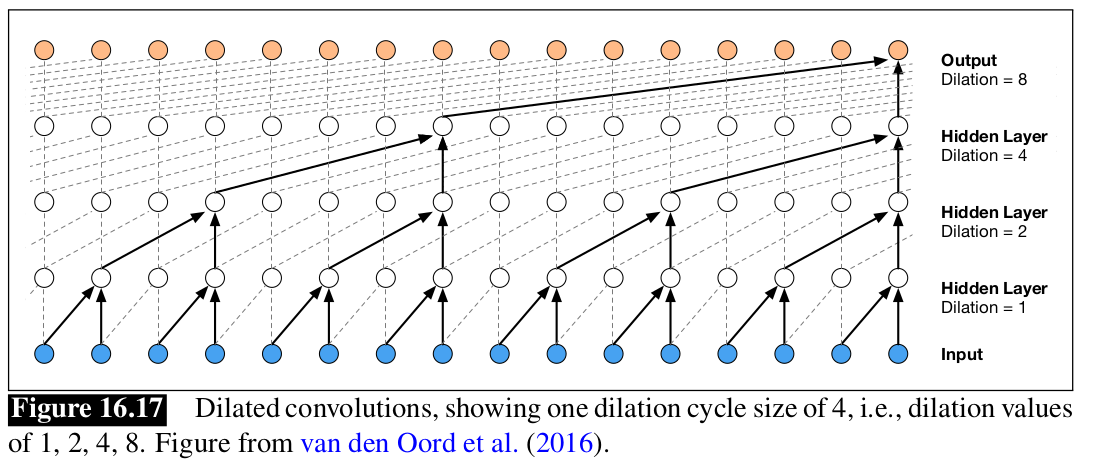 Output
Dilation = 8
Hidden Layer
Dilation = 4
Hidden Layer
Dilation = 2
Hidden Layer
Dilation = 1
Input
Figure 16.17 Dilated convolutions, showing one dilation cycle size of 4, i.e., dilation values
of 1, 2, 4, 8. Figure from van den Oord et al. (2016).